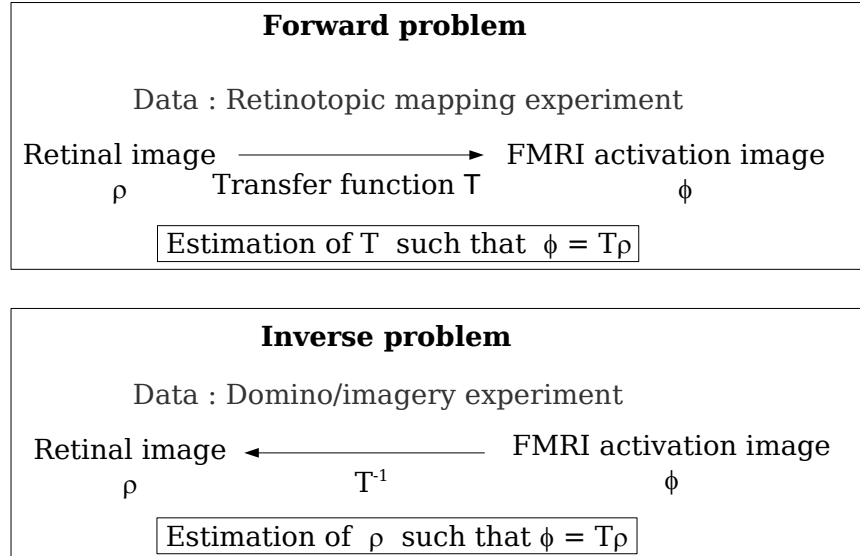 Forward problem
Data : Retinotopic mapping experiment
Retinal image FMRI activation image
Transfer function T
ρ ϕ
Estimation of T such that ϕ = Tρ
Inverse problem
Data : Domino/imagery experiment
Retinal image FMRI activation image
ρ T⁻¹ ϕ
Estimation of ρ such that ϕ = Tρ